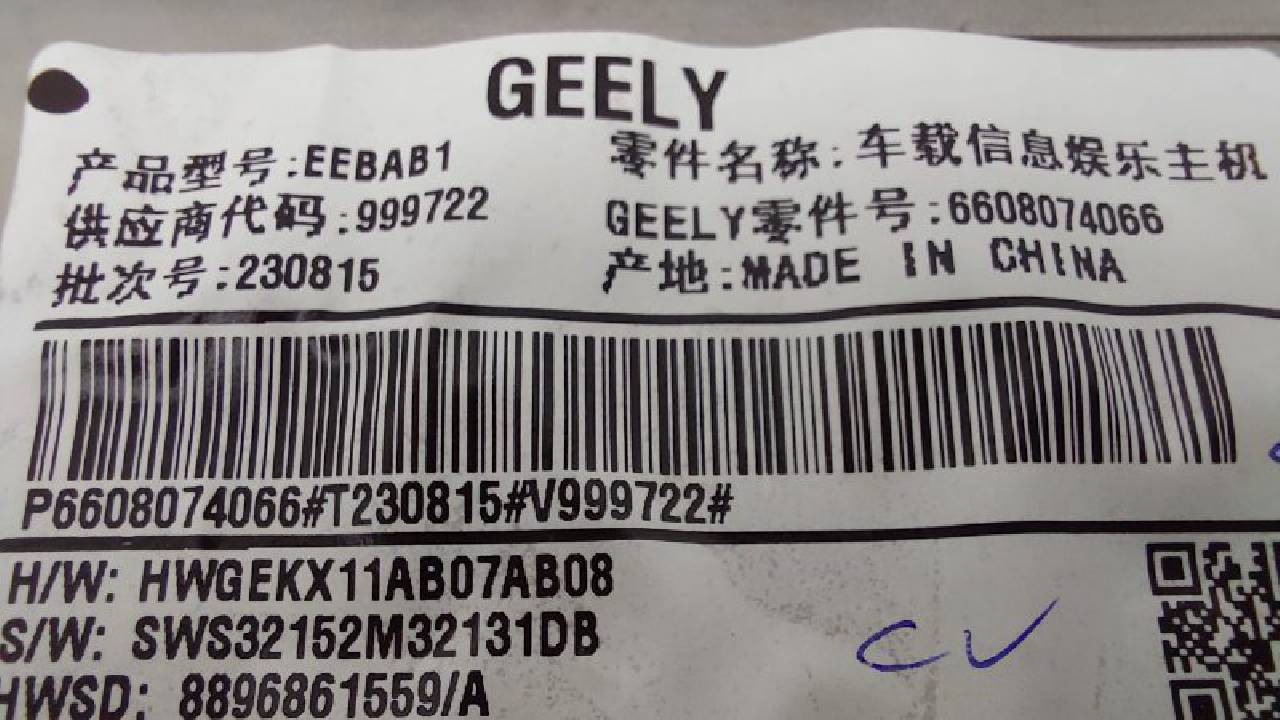 GEELY
产品型号:EEBAB1 零件名称:车载信息娱乐主机
供应商代码:999722 GEELY零件号:6608074066
批次号:230815 产地:MADE IN CHINA
P6608074066#T230815#V999722#
H/W: HWGEKX11AB07AB08
S/W: SWS32152M32131DB
HWSD: 8896861559/A
CV